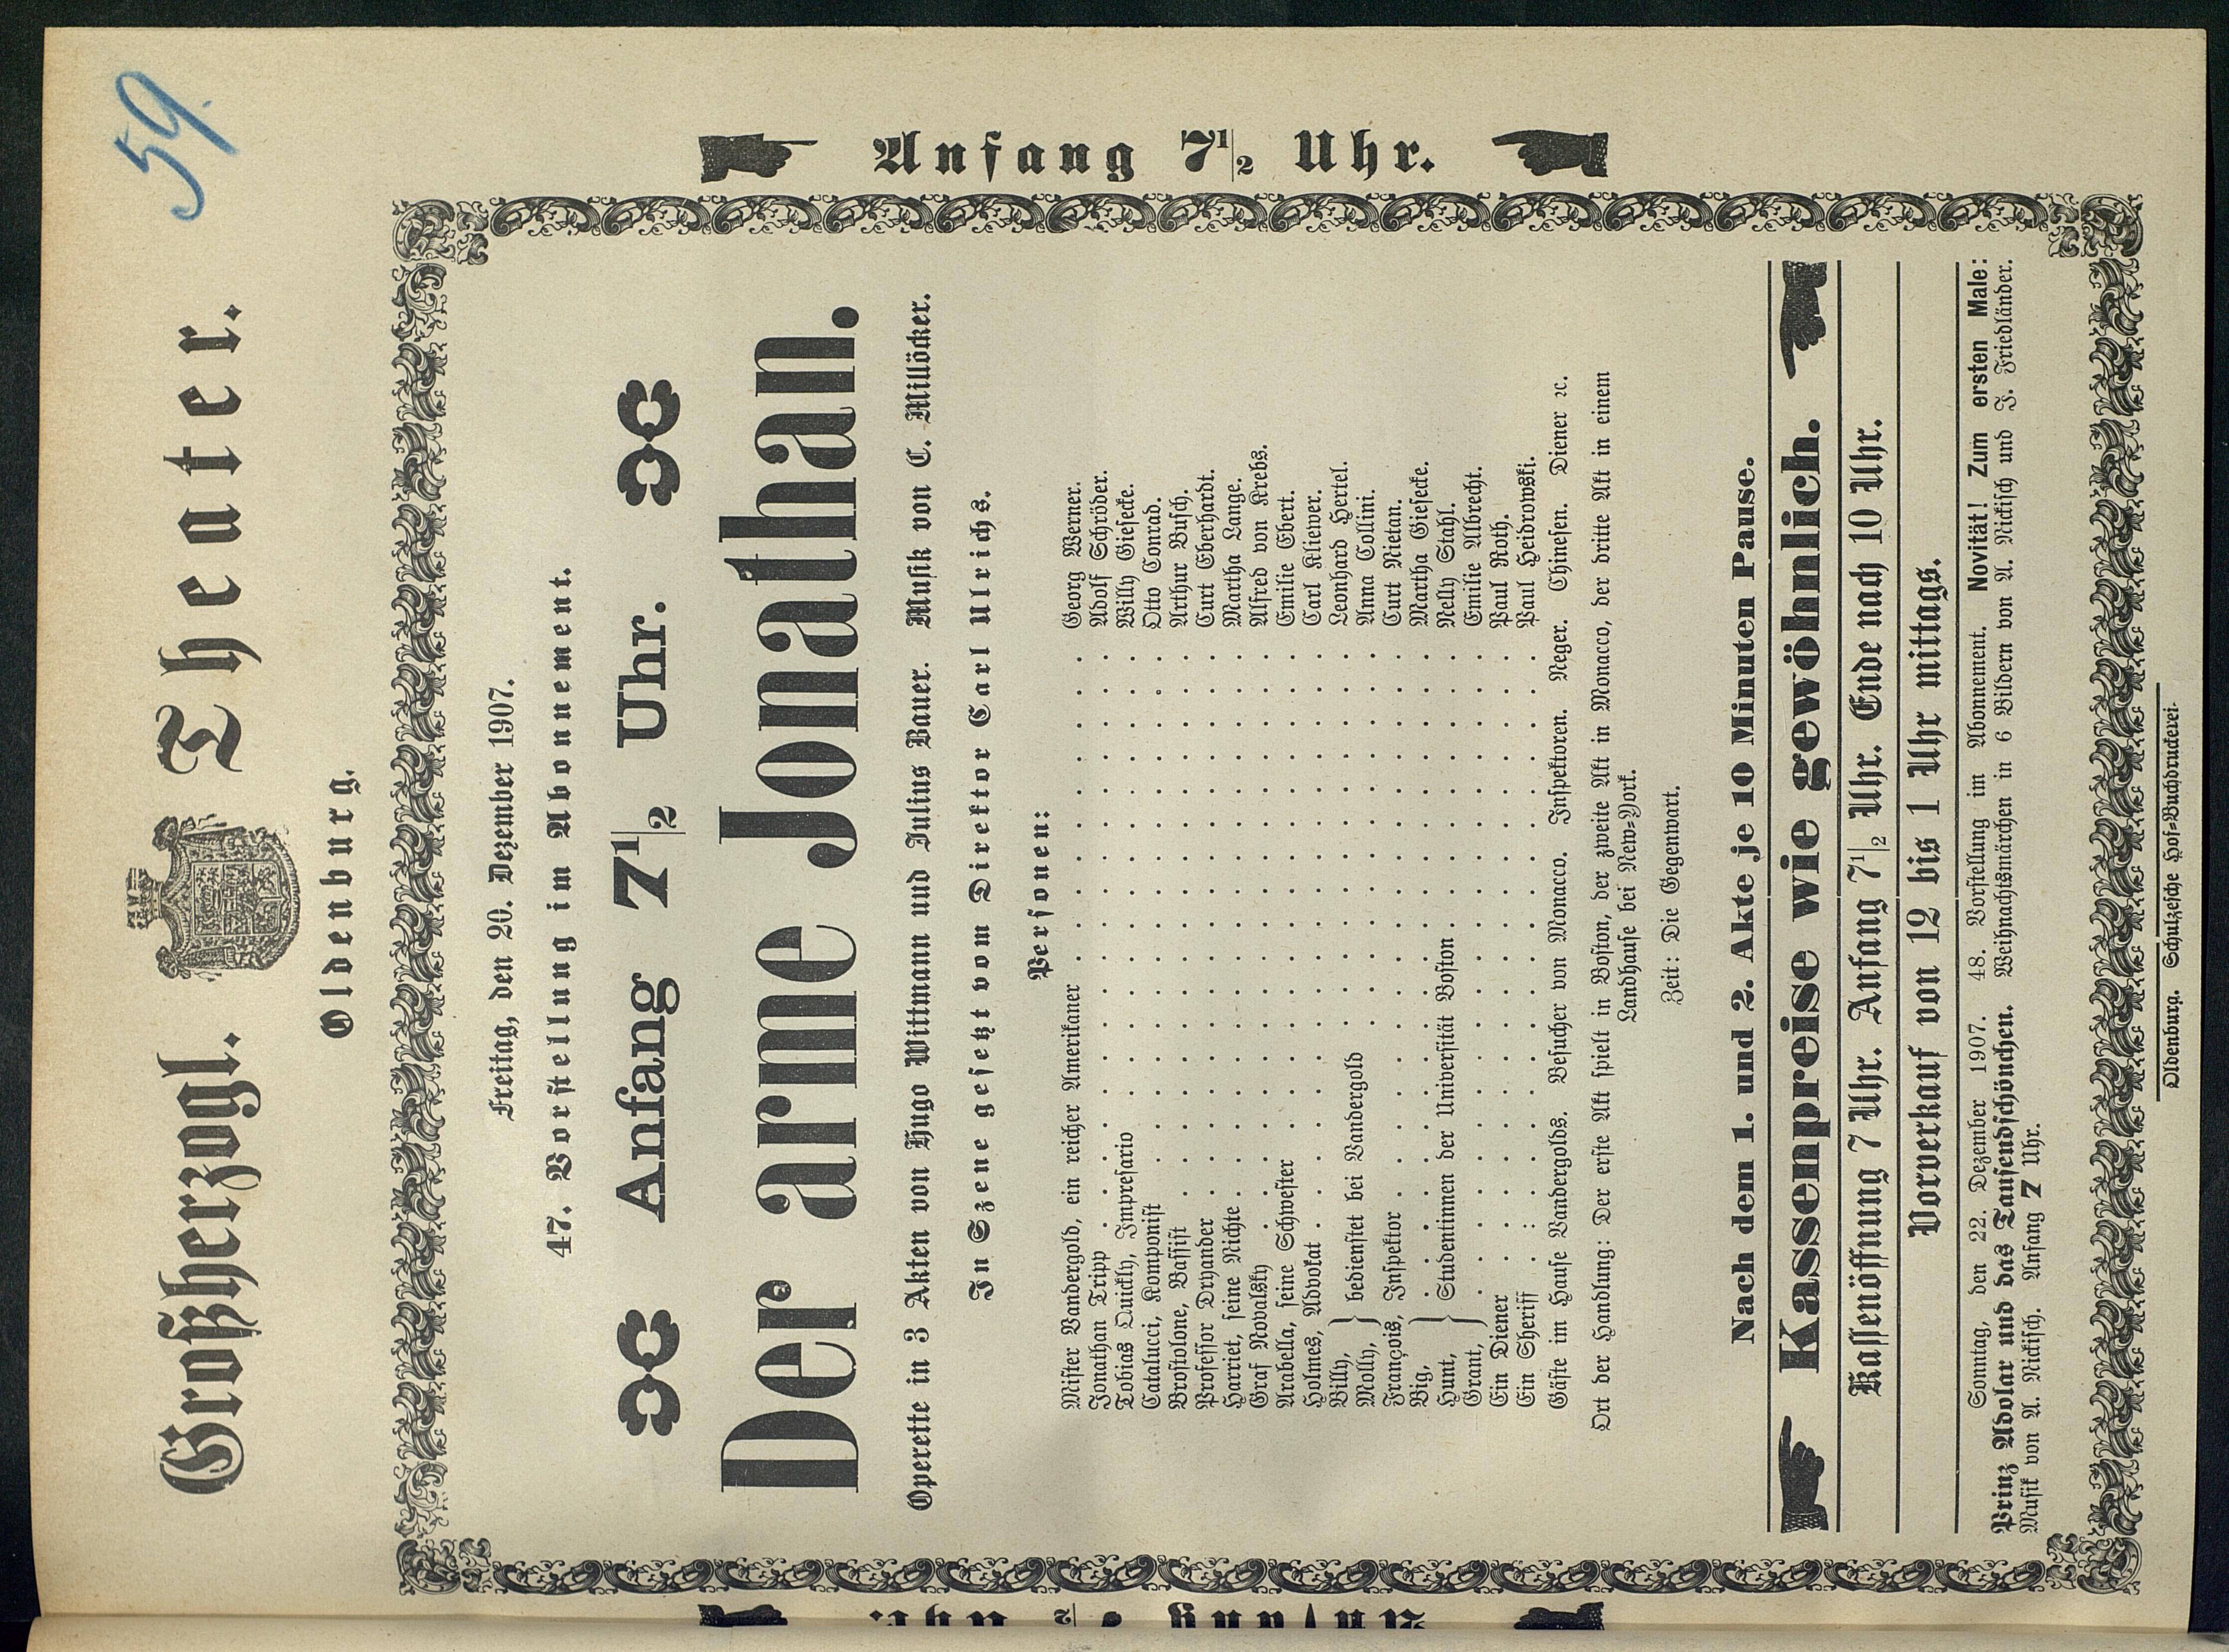 59.
Großherzogl. Theater.
Oldenburg.
Freitag, den 20. Dezember 1907.
47. Vorstellung im Abonnement.
Anfang 7 1/2 Uhr.
Der arme Jonathan.
Operette in 3 Akten von Hugo Wittmann und Julius Bauer. Musik von C. Millöcker.
In Szene gesetzt vom Direktor Carl Ulrichs.
Personen:
Mister Vandergold, ein reicher Amerikaner . . . Georg Werner.
Jonathan Tripp . . . Adolf Schröder.
Tobias Quickly, Impresario . . . Willy Giesecke.
Catalucci, Komponist . . . Otto Conrad.
Brostolone, Bassist . . . Arthur Busch.
Professor Dryander . . . Curt Eberhardt.
Harriet, seine Nichte . . . Martha Lange.
Graf Novalsky . . . Alfred von Krebs.
Arabella, seine Schwester . . . Emilie Ebert.
Holmes, Advokat . . . Carl Kliewer.
Billy, } bedienstet bei Vandergold . . . Leonhard Hertel.
Molly, } . . . Anna Collini.
François, Inspektor . . . Curt Rietan.
Big, } . . . Martha Giesecke.
Hunt, } Studentinnen der Universität Boston . . . Nelly Stahl.
Grant, } . . . Emilie Albrecht.
Ein Diener . . . Paul Roth.
Ein Sheriff . . . Paul Heidrowski.
Gäste im Hause Vandergolds. Besucher von Monacco. Inspektoren. Neger. Chinesen. Diener ꝛc.
Ort der Handlung: Der erste Akt spielt in Boston, der zweite Akt in Monacco, der dritte Akt in einem
Landhause bei New-York.
Zeit: Die Gegenwart.
Nach dem 1. und 2. Akte je 10 Minuten Pause.
Kassenpreise wie gewöhnlich.
Kassenöffnung 7 Uhr. Anfang 7 1/2 Uhr. Ende nach 10 Uhr.
Vorverkauf von 12 bis 1 Uhr mittags.
Sonntag, den 22. Dezember 1907. 48. Vorstellung im Abonnement. Novität! Zum ersten Male:
Prinz Adolar und das Tausendschönchen. Weihnachtsmärchen in 6 Bildern von A. Rickisch und J. Friedländer.
Musik von A. Rickisch. Anfang 7 Uhr.
Oldenburg. Schulzesche Hof-Buchdruckerei.
Anfang 7 1/2 Uhr.